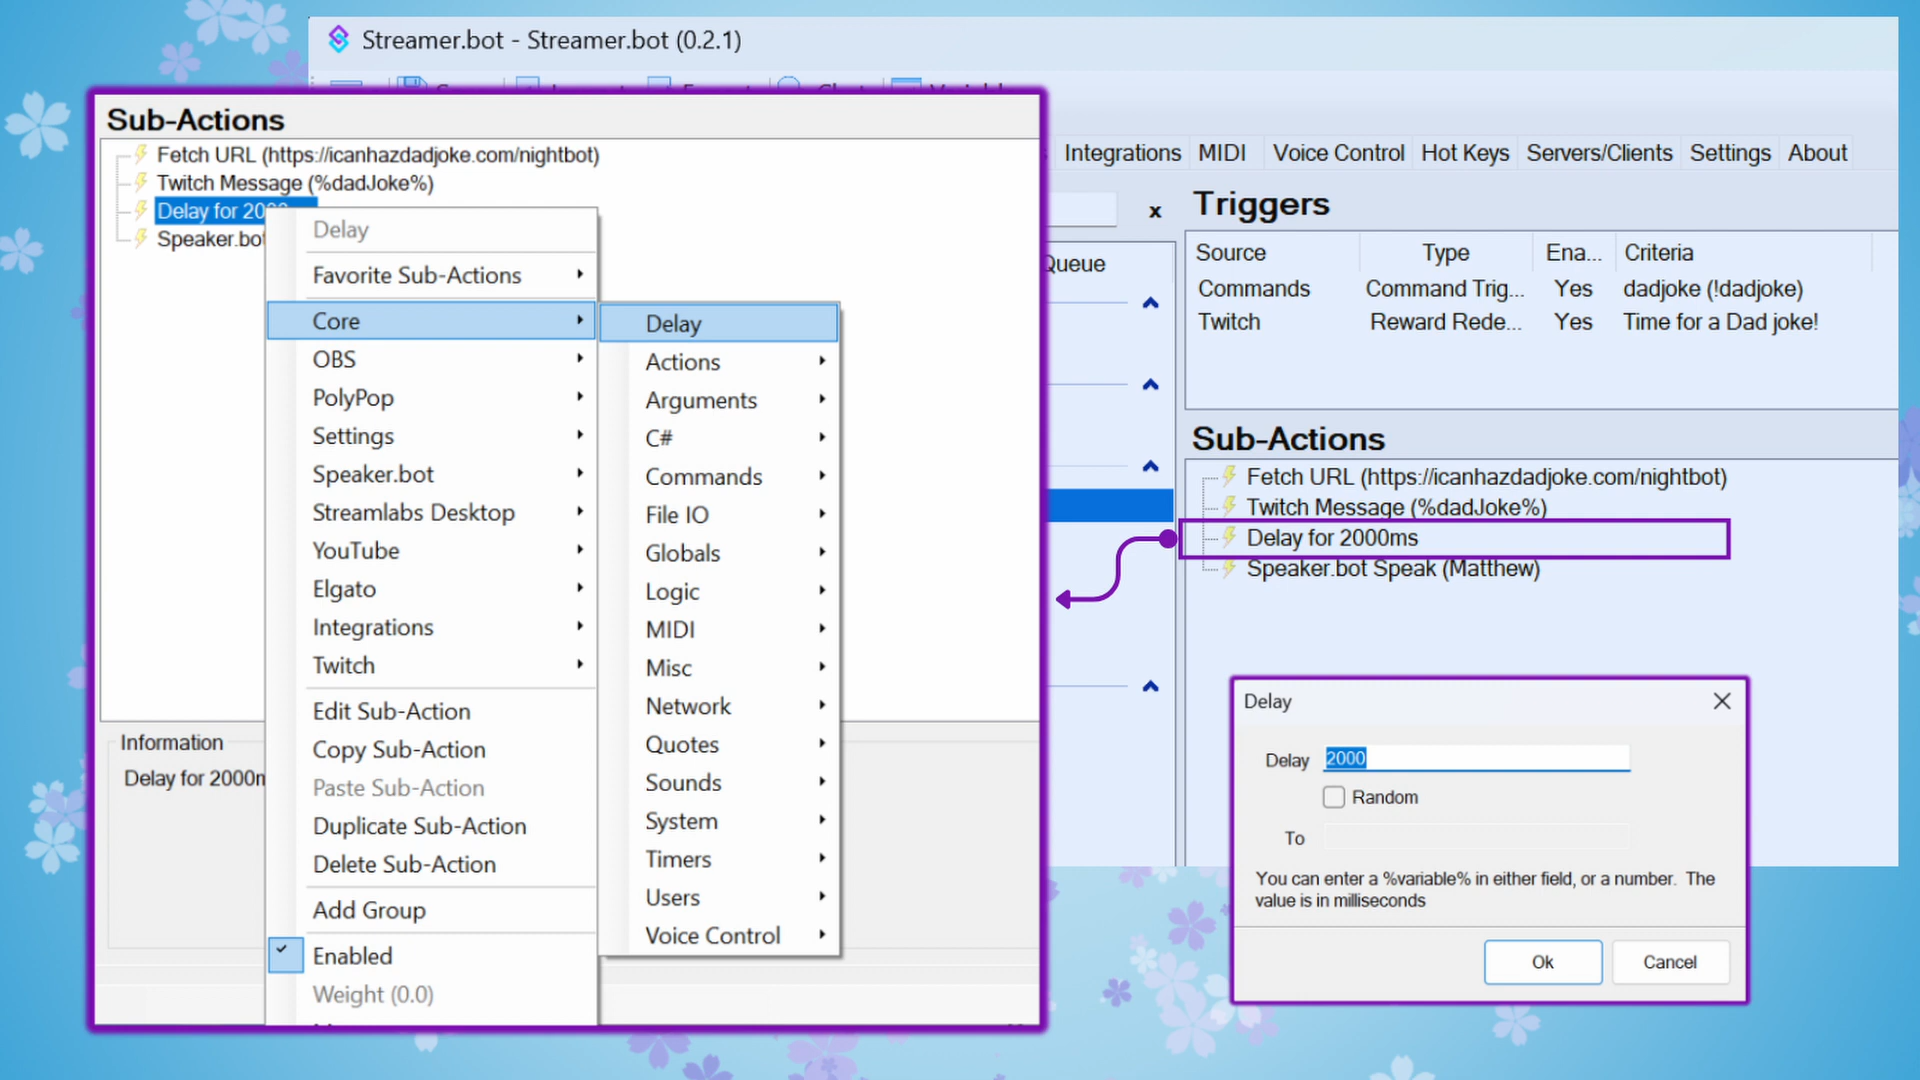 Streamer.bot - Streamer.bot (0.2.1)
Integrations
MIDI
Voice Control
Hot Keys
Servers/Clients
Settings
About
Sub-Actions
Fetch URL (https://icanhazdadjoke.com/nightbot)
Twitch Message (%dadJoke%)
Delay for 20
Speaker.bot
Delay
Favorite Sub-Actions
Core
OBS
PolyPop
Settings
Speaker.bot
Streamlabs Desktop
YouTube
Elgato
Integrations
Twitch
Edit Sub-Action
Copy Sub-Action
Paste Sub-Action
Duplicate Sub-Action
Delete Sub-Action
Add Group
Enabled
Weight (0.0)
Delay
Actions
Arguments
C#
Commands
File IO
Globals
Logic
MIDI
Misc
Network
Quotes
Sounds
System
Timers
Users
Voice Control
Information
Delay for 2000m
x
Queue
Triggers
Source Type Ena... Criteria
Commands Command Trig... Yes dadjoke (!dadjoke)
Twitch Reward Rede... Yes Time for a Dad joke!
Sub-Actions
Fetch URL (https://icanhazdadjoke.com/nightbot)
Twitch Message (%dadJoke%)
Delay for 2000ms
Speaker.bot Speak (Matthew)
Delay
Delay 2000
Random
To
You can enter a %variable% in either field, or a number. The
value is in milliseconds
Ok
Cancel